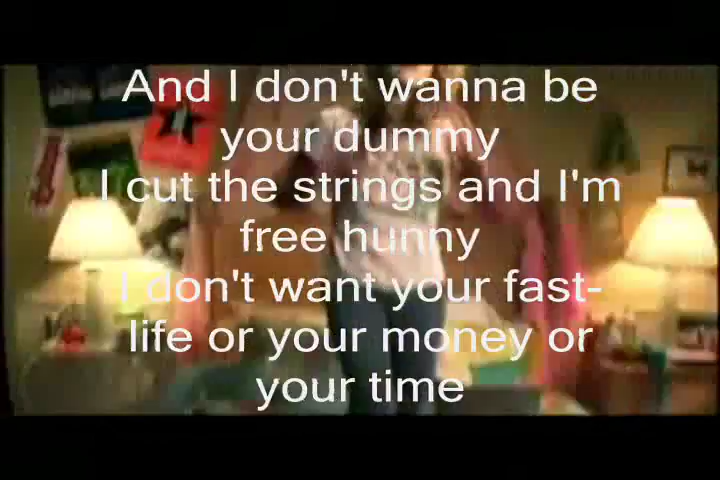 And I don't wanna be
your dummy
I cut the strings and I'm
free hunny
I don't want your fast-
life or your money or
your time